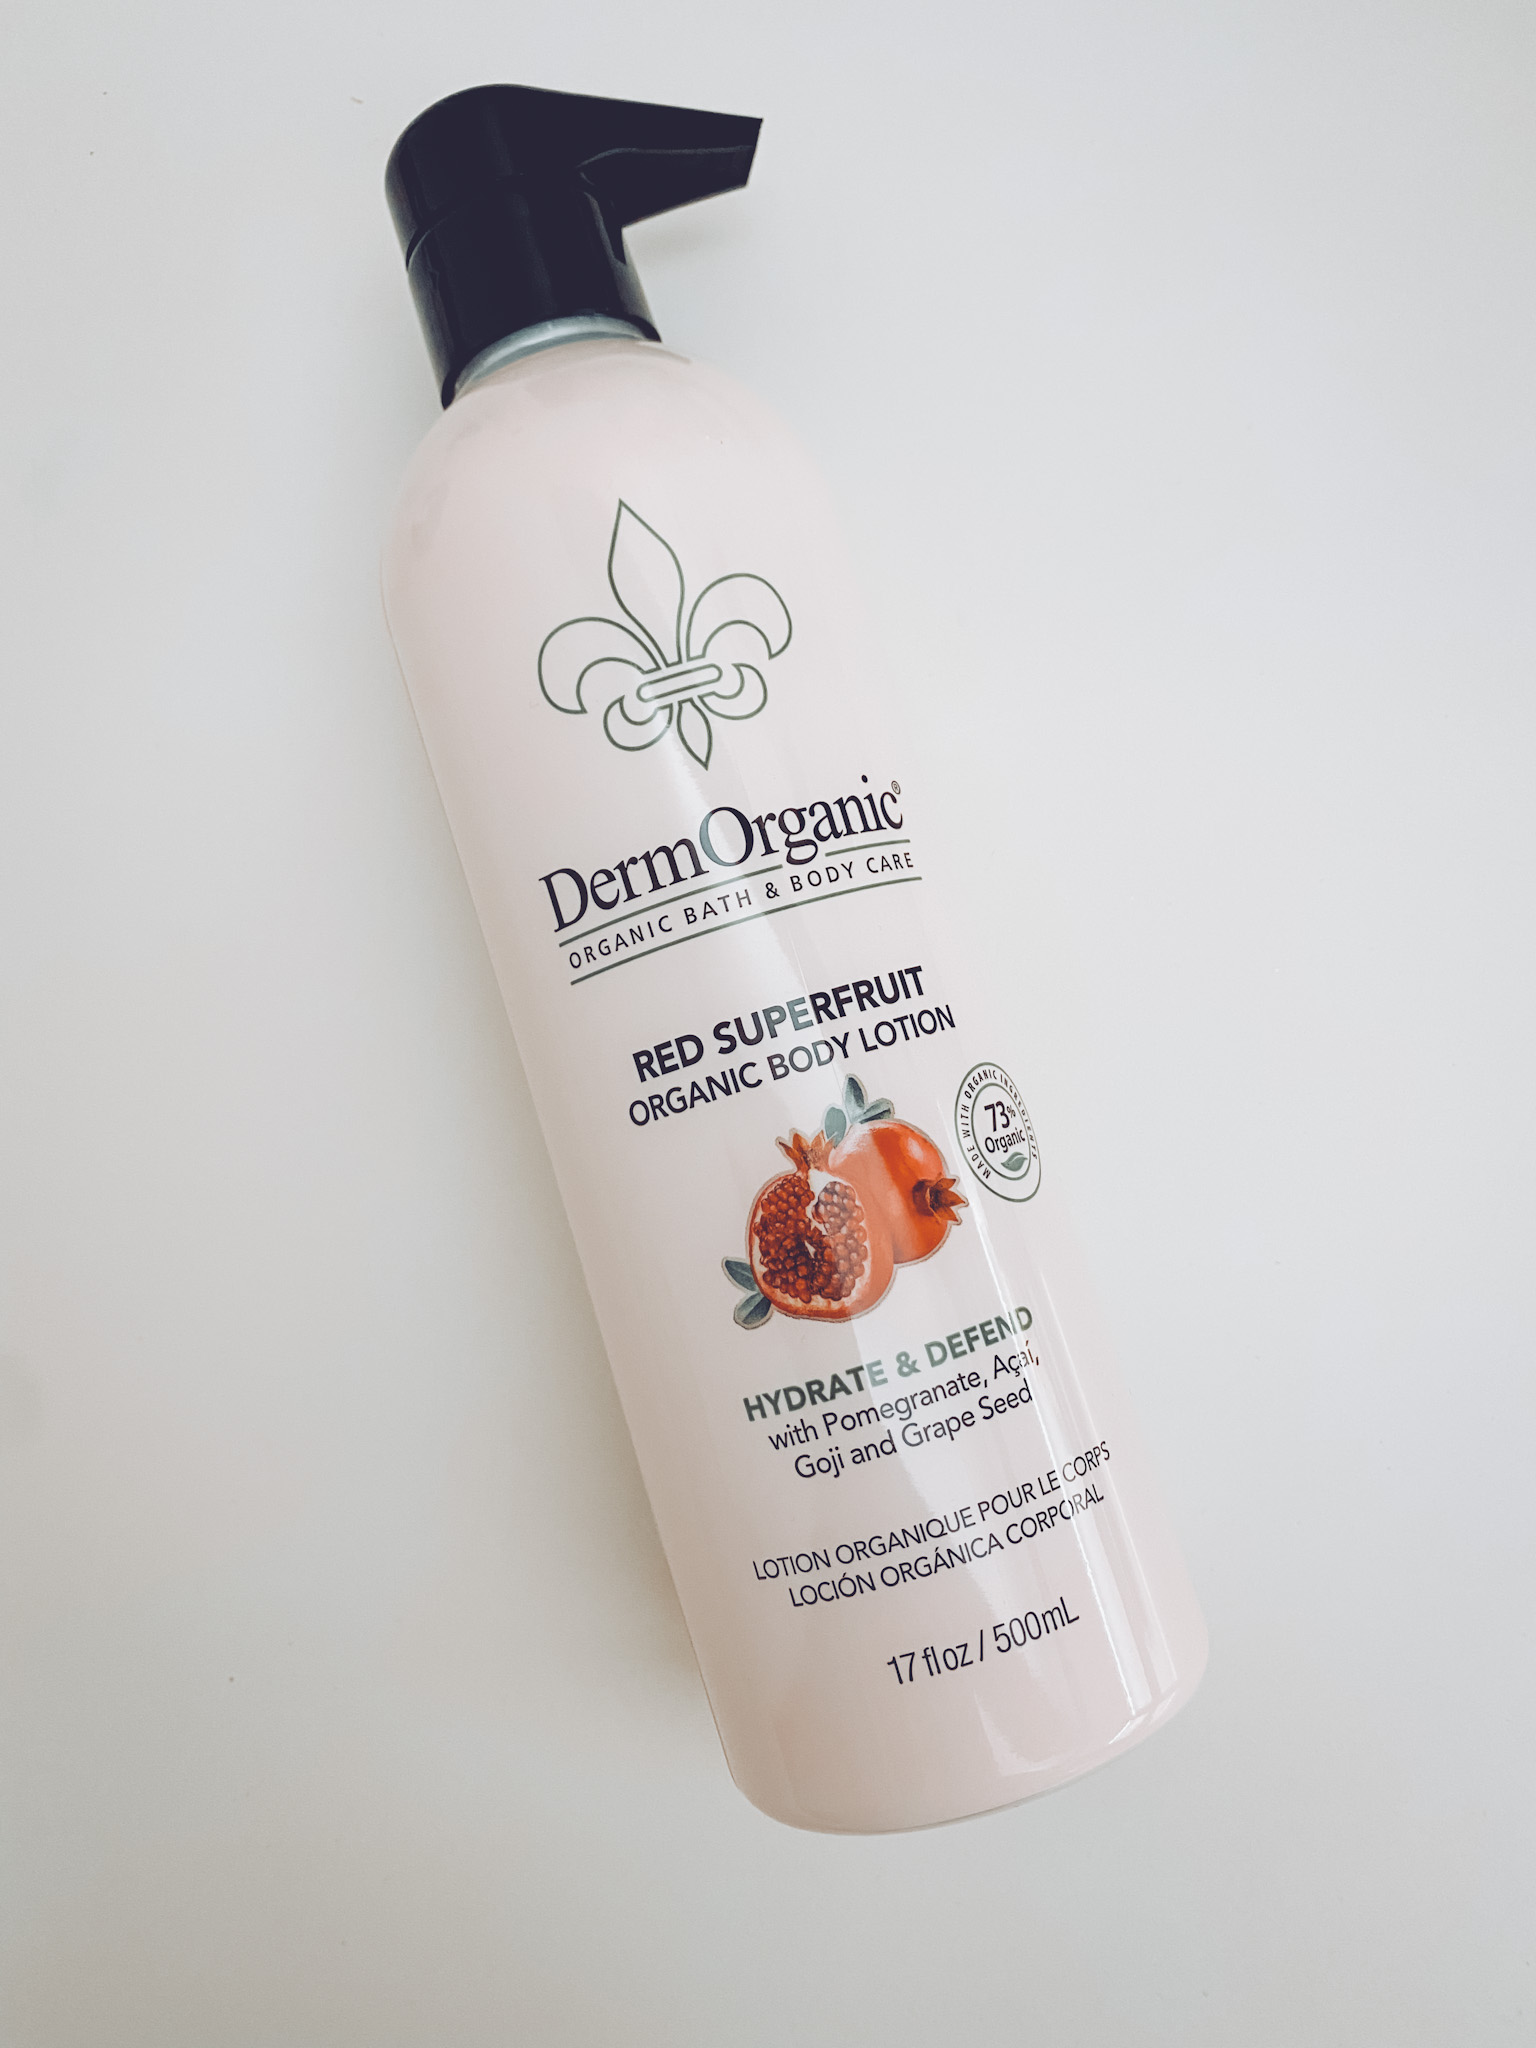 DermOrganic®
ORGANIC BATH & BODY CARE
RED SUPERFRUIT
ORGANIC BODY LOTION
MADE WITH ORGANIC INGREDIENTS
73%
Organic
HYDRATE & DEFEND
with Pomegranate, Açaí,
Goji and Grape Seed
LOTION ORGANIQUE POUR LE CORPS
LOCIÓN ORGÁNICA CORPORAL
17 fl oz / 500mL